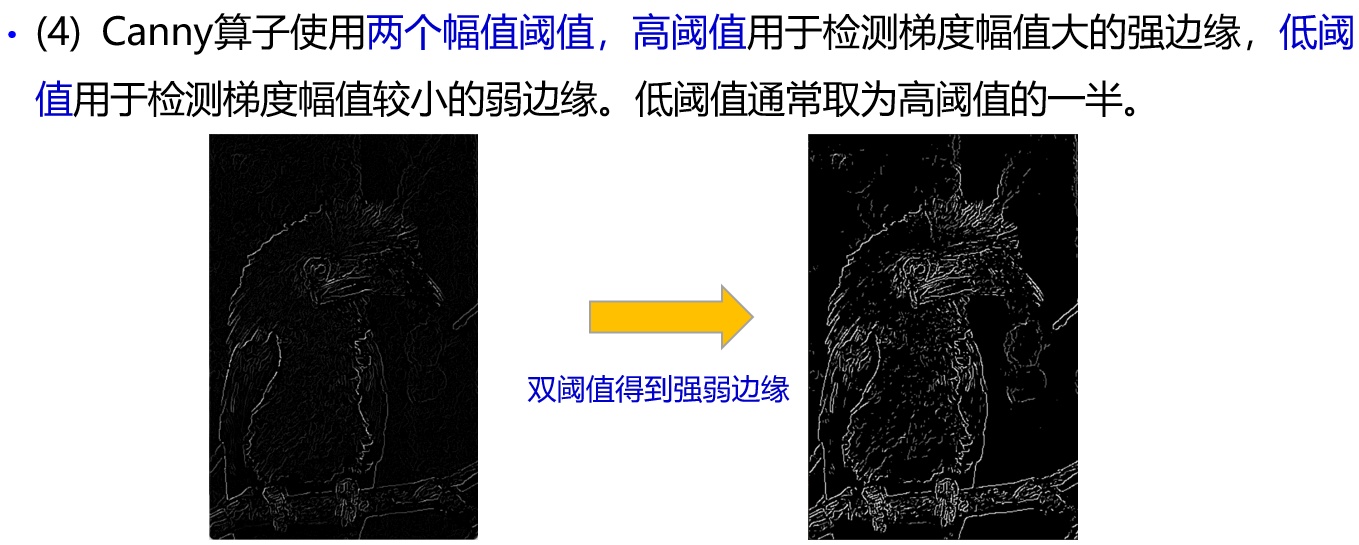 • (4) Canny算子使用两个幅值阈值，高阈值用于检测梯度幅值大的强边缘，低阈
值用于检测梯度幅值较小的弱边缘。低阈值通常取为高阈值的一半。
双阈值得到强弱边缘